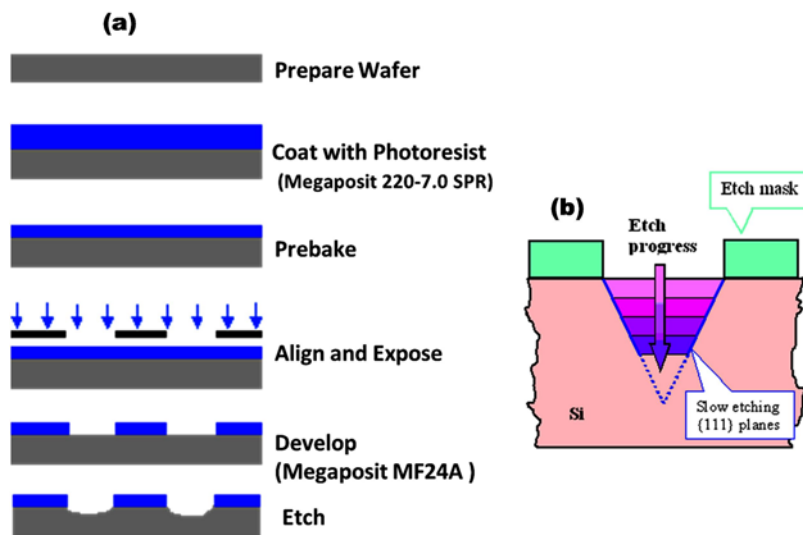 (a)
Prepare Wafer
Coat with Photoresist
(Megaposit 220-7.0 SPR)
Prebake
Align and Expose
Develop
(Megaposit MF24A )
Etch
(b)
Etch mask
Etch
progress
Slow etching
{111} planes
Si